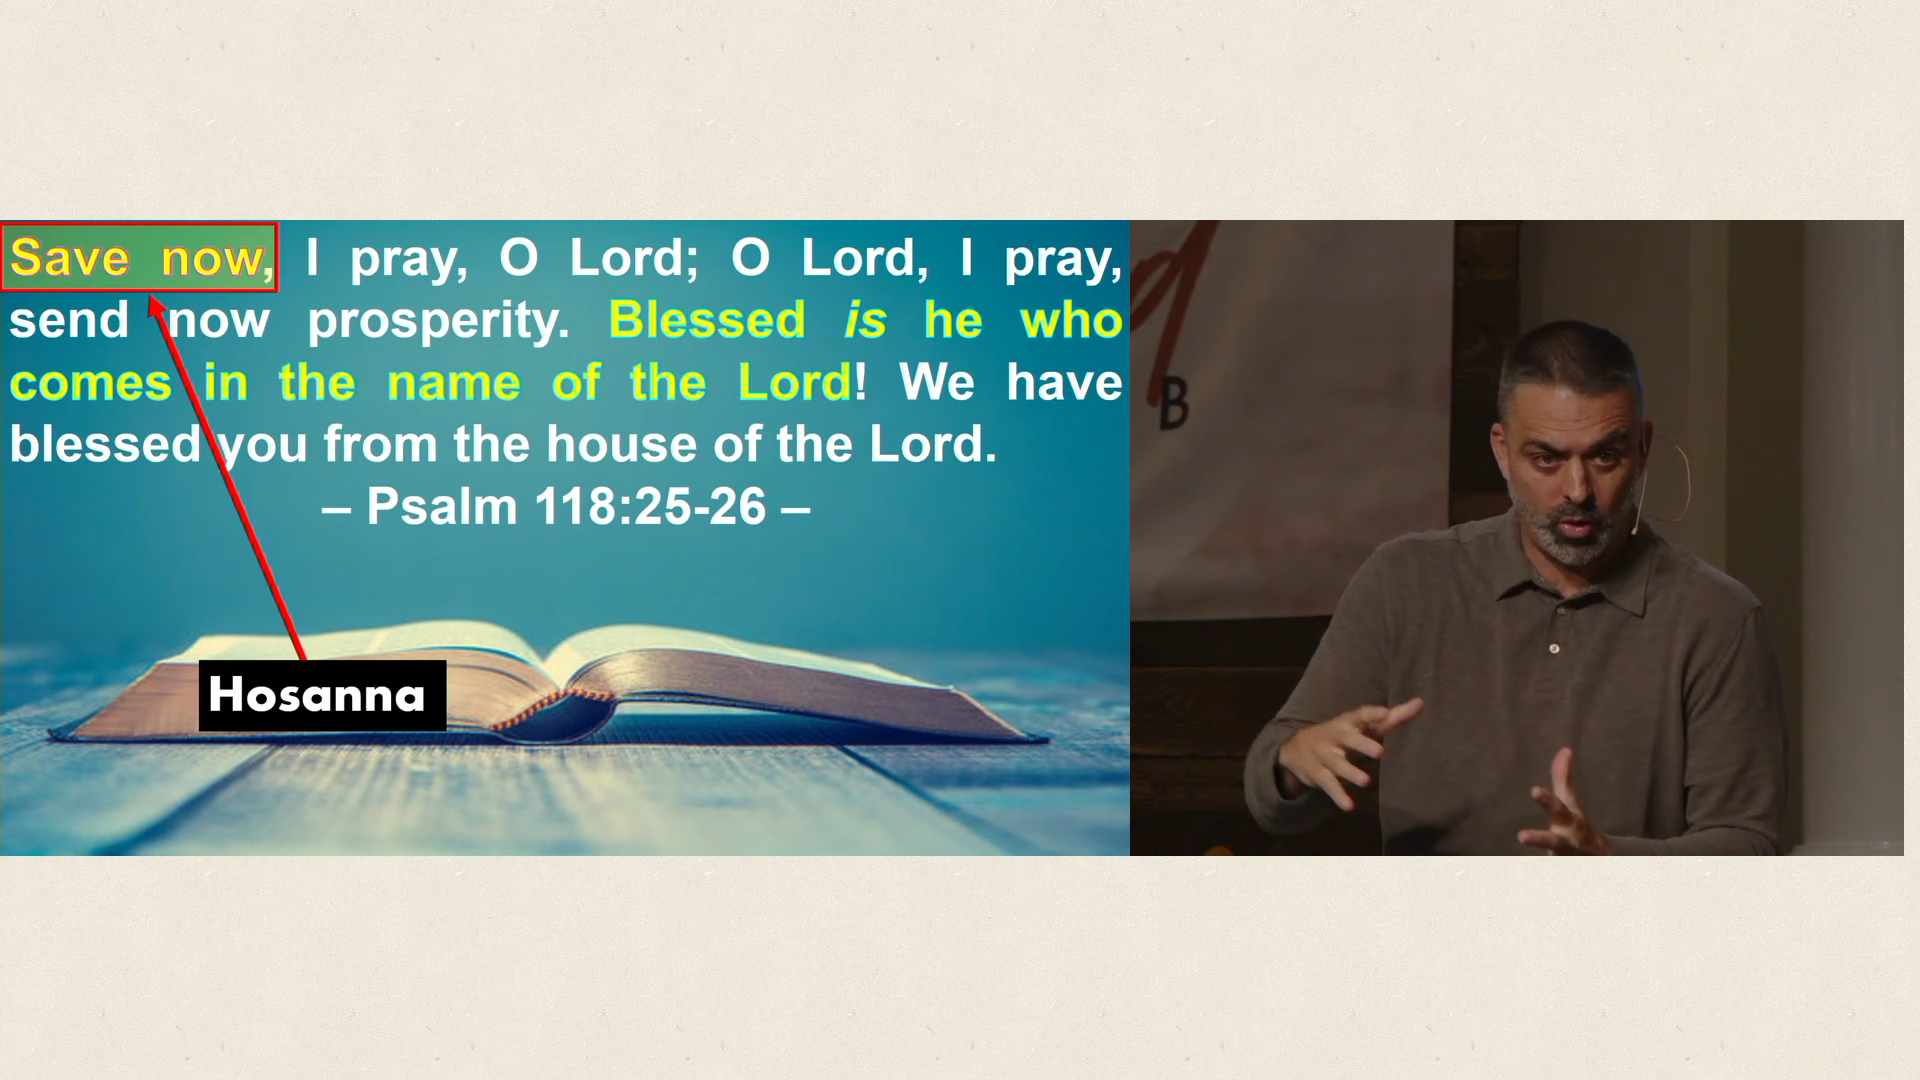 Save now, I pray, O Lord; O Lord, I pray,
send now prosperity. Blessed is he who
comes in the name of the Lord! We have
blessed you from the house of the Lord.
– Psalm 118:25-26 –
Hosanna
B